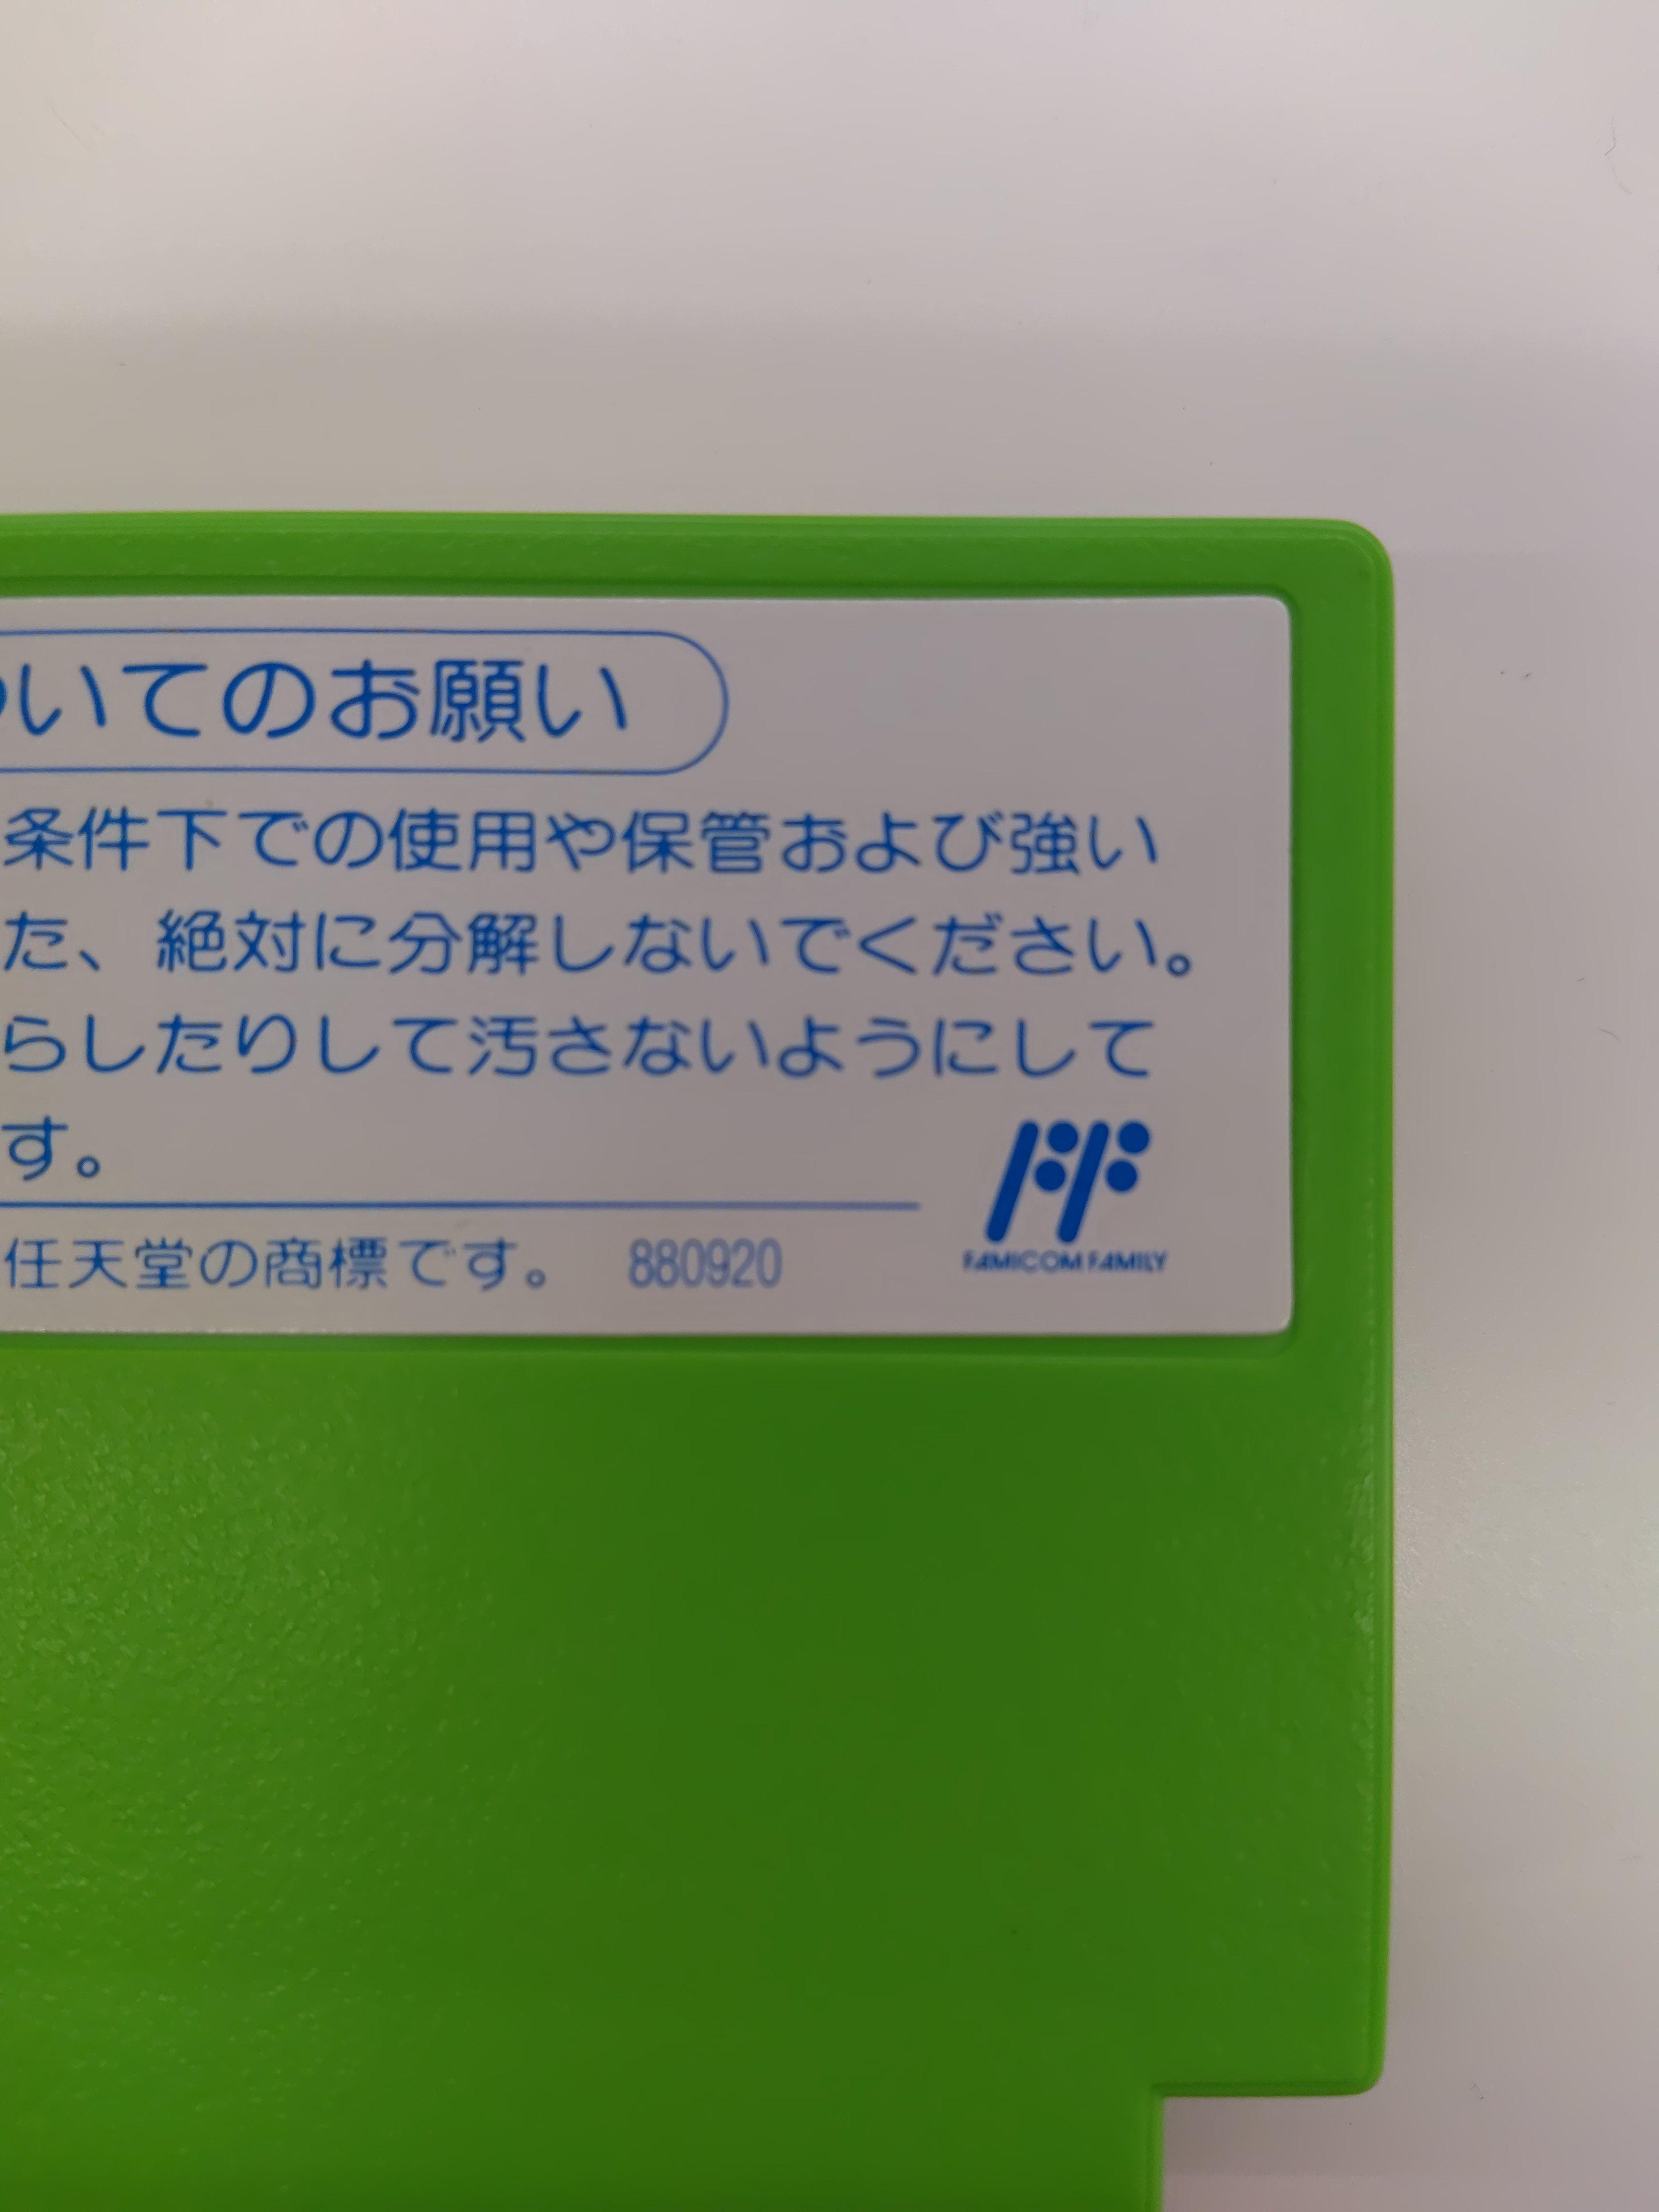 いてのお願い
条件下での使用や保管および強い
た、絶対に分解しないでください。
らしたりして汚さないようにして
す。
任天堂の商標です。 880920
FAMICOM FAMILY